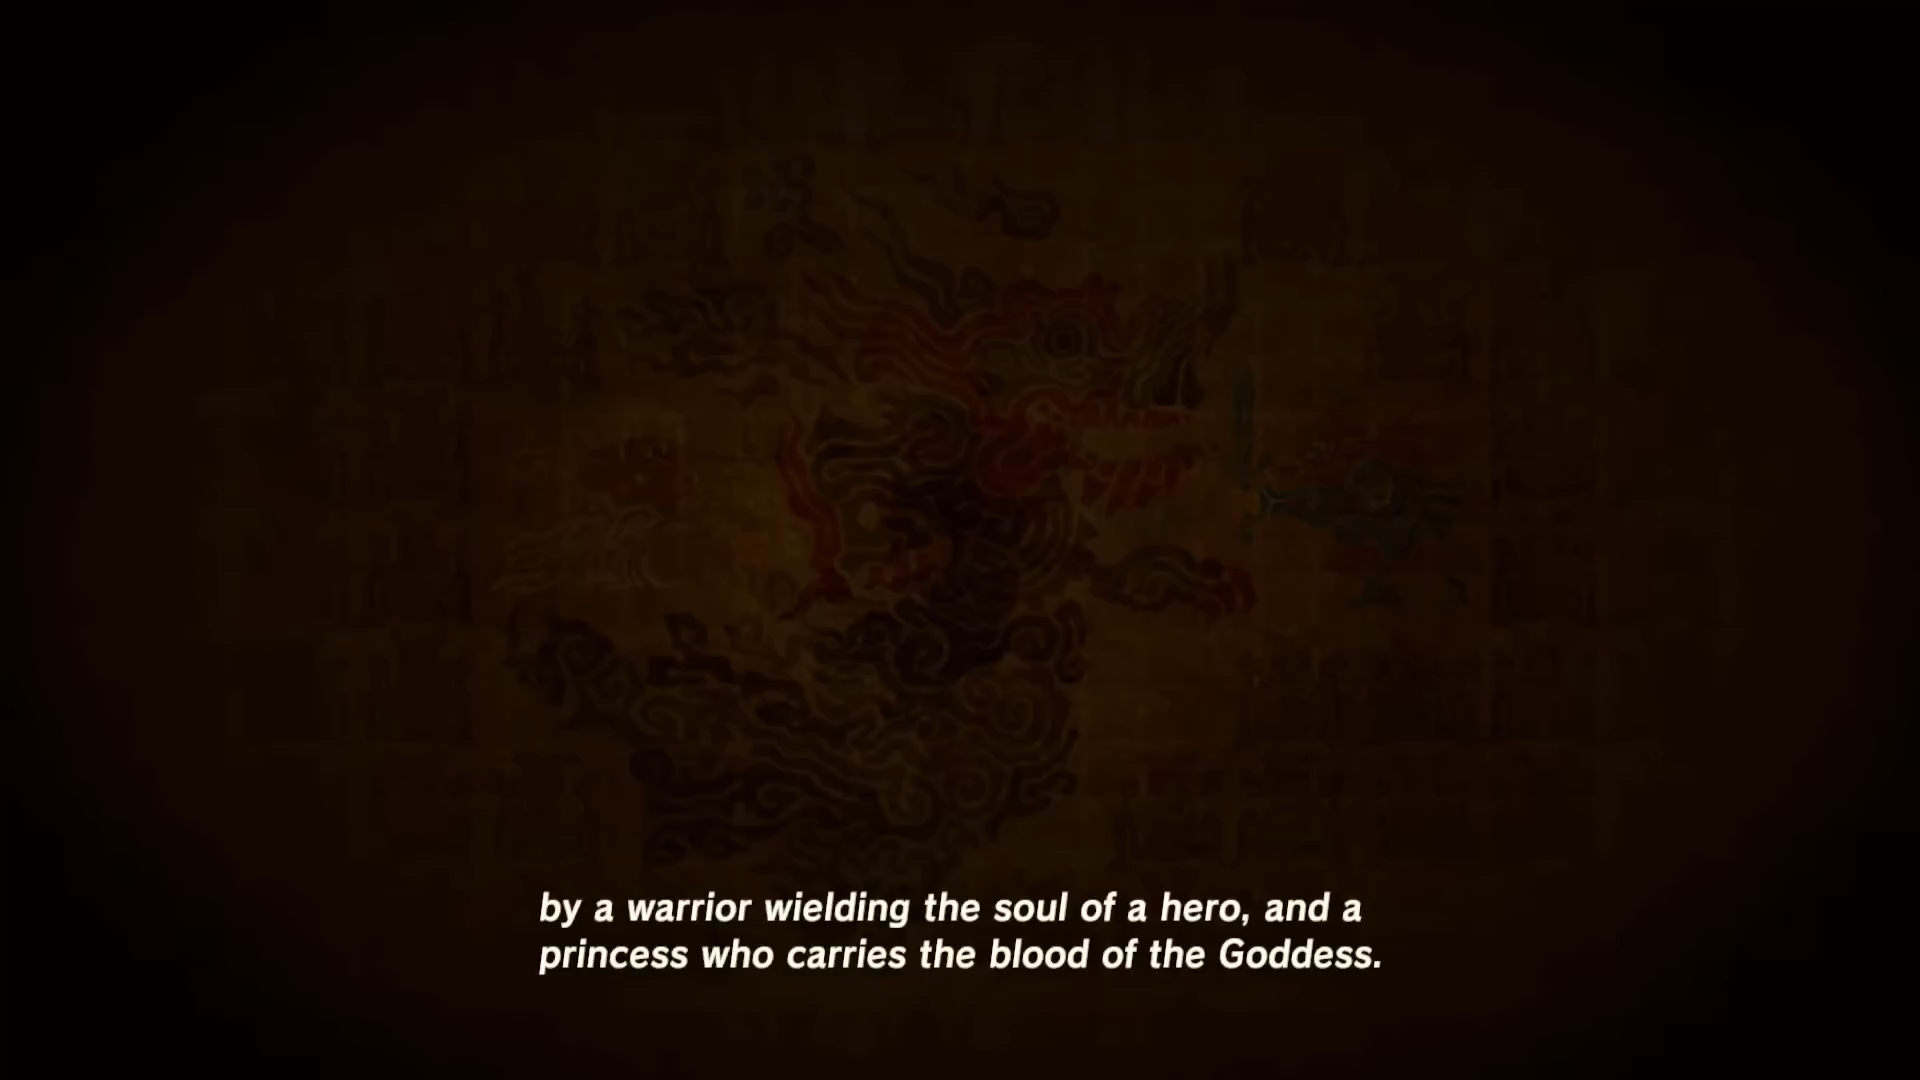 by a warrior wielding the soul of a hero, and a
princess who carries the blood of the Goddess.